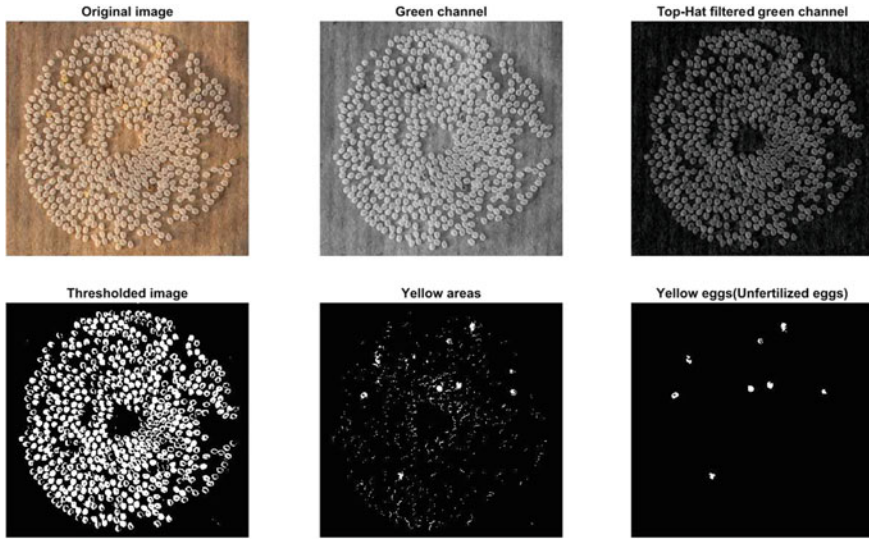 Original image
Green channel
Top-Hat filtered green channel
Thresholded image
Yellow areas
Yellow eggs(Unfertilized eggs)